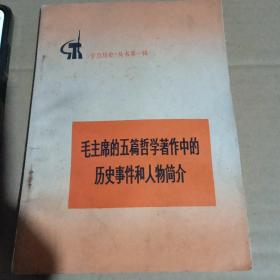 《学点历史》丛书第一辑
毛主席的五篇哲学著作中的
历史事件和人物简介